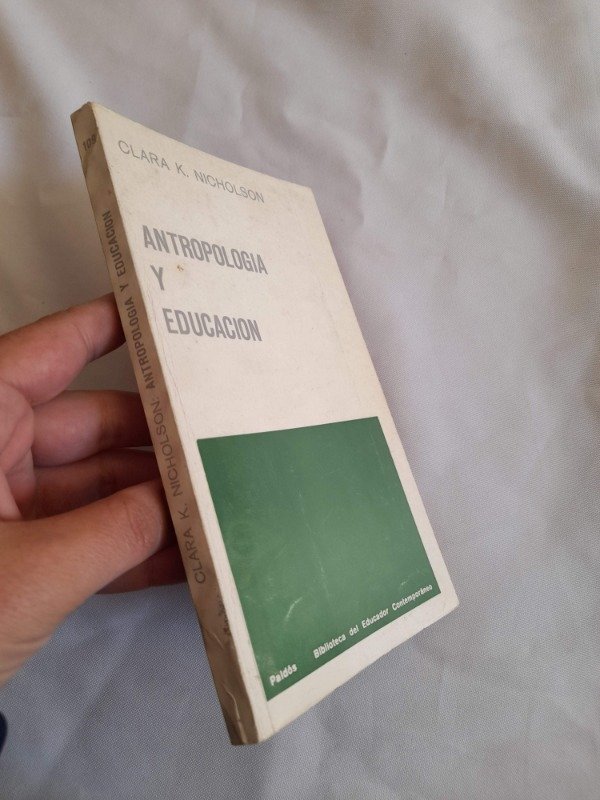 CLARA K. NICHOLSON
ANTROPOLOGIA
Y
EDUCACION
Paidós Biblioteca del Educador Contemporáneo
109
CLARA K. NICHOLSON: ANTROPOLOGIA Y EDUCACION